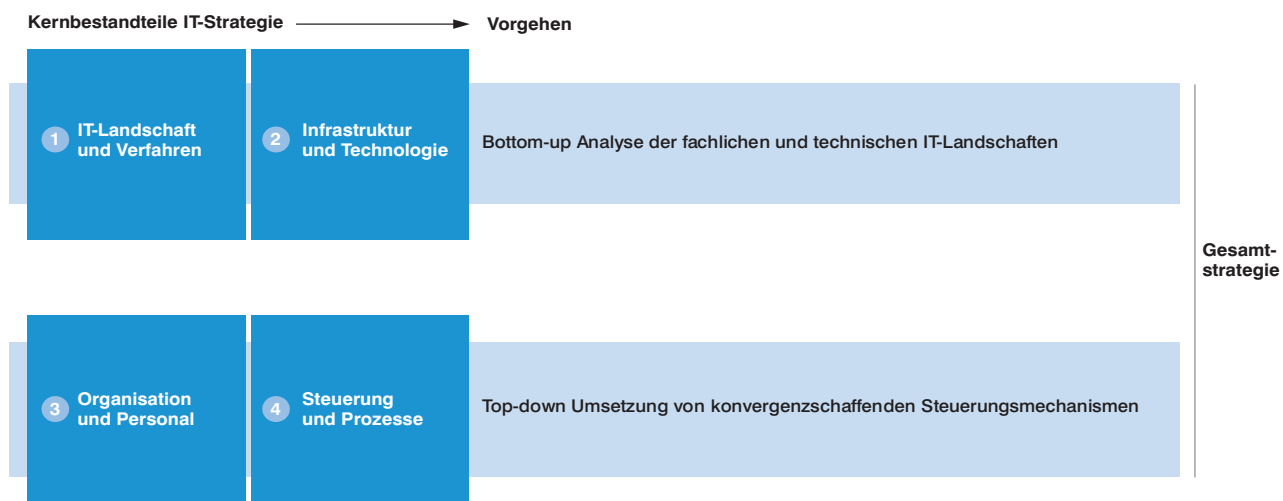 Kernbestandteile IT-Strategie
Vorgehen
1 IT-Landschaft
und Verfahren
2 Infrastruktur
und Technologie
Bottom-up Analyse der fachlichen und technischen IT-Landschaften
Gesamt-
strategie
3 Organisation
und Personal
4 Steuerung
und Prozesse
Top-down Umsetzung von konvergenzschaffenden Steuerungsmechanismen